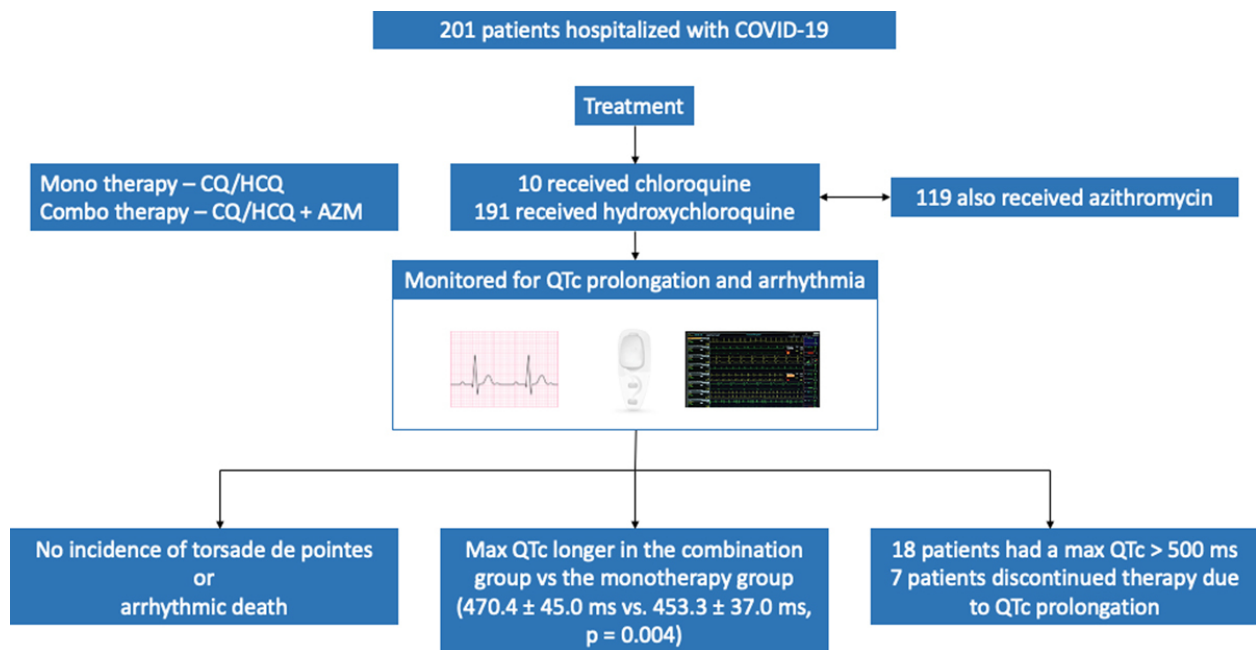 201 patients hospitalized with COVID-19
Treatment
Mono therapy – CQ/HCQ
Combo therapy – CQ/HCQ + AZM
10 received chloroquine
191 received hydroxychloroquine
119 also received azithromycin
Monitored for QTc prolongation and arrhythmia
No incidence of torsade de pointes
or
arrhythmic death
Max QTc longer in the combination
group vs the monotherapy group
(470.4 ± 45.0 ms vs. 453.3 ± 37.0 ms,
p = 0.004)
18 patients had a max QTc > 500 ms
7 patients discontinued therapy due
to QTc prolongation